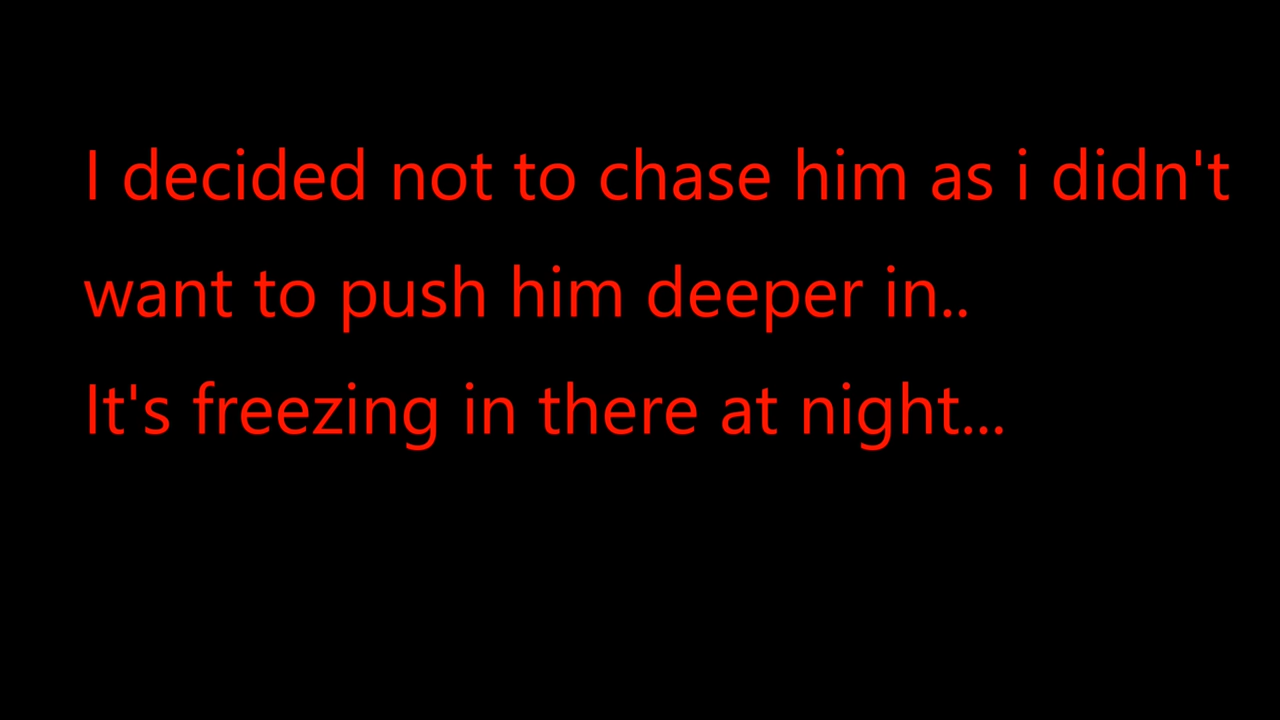 I decided not to chase him as i didn't
want to push him deeper in..
It's freezing in there at night...